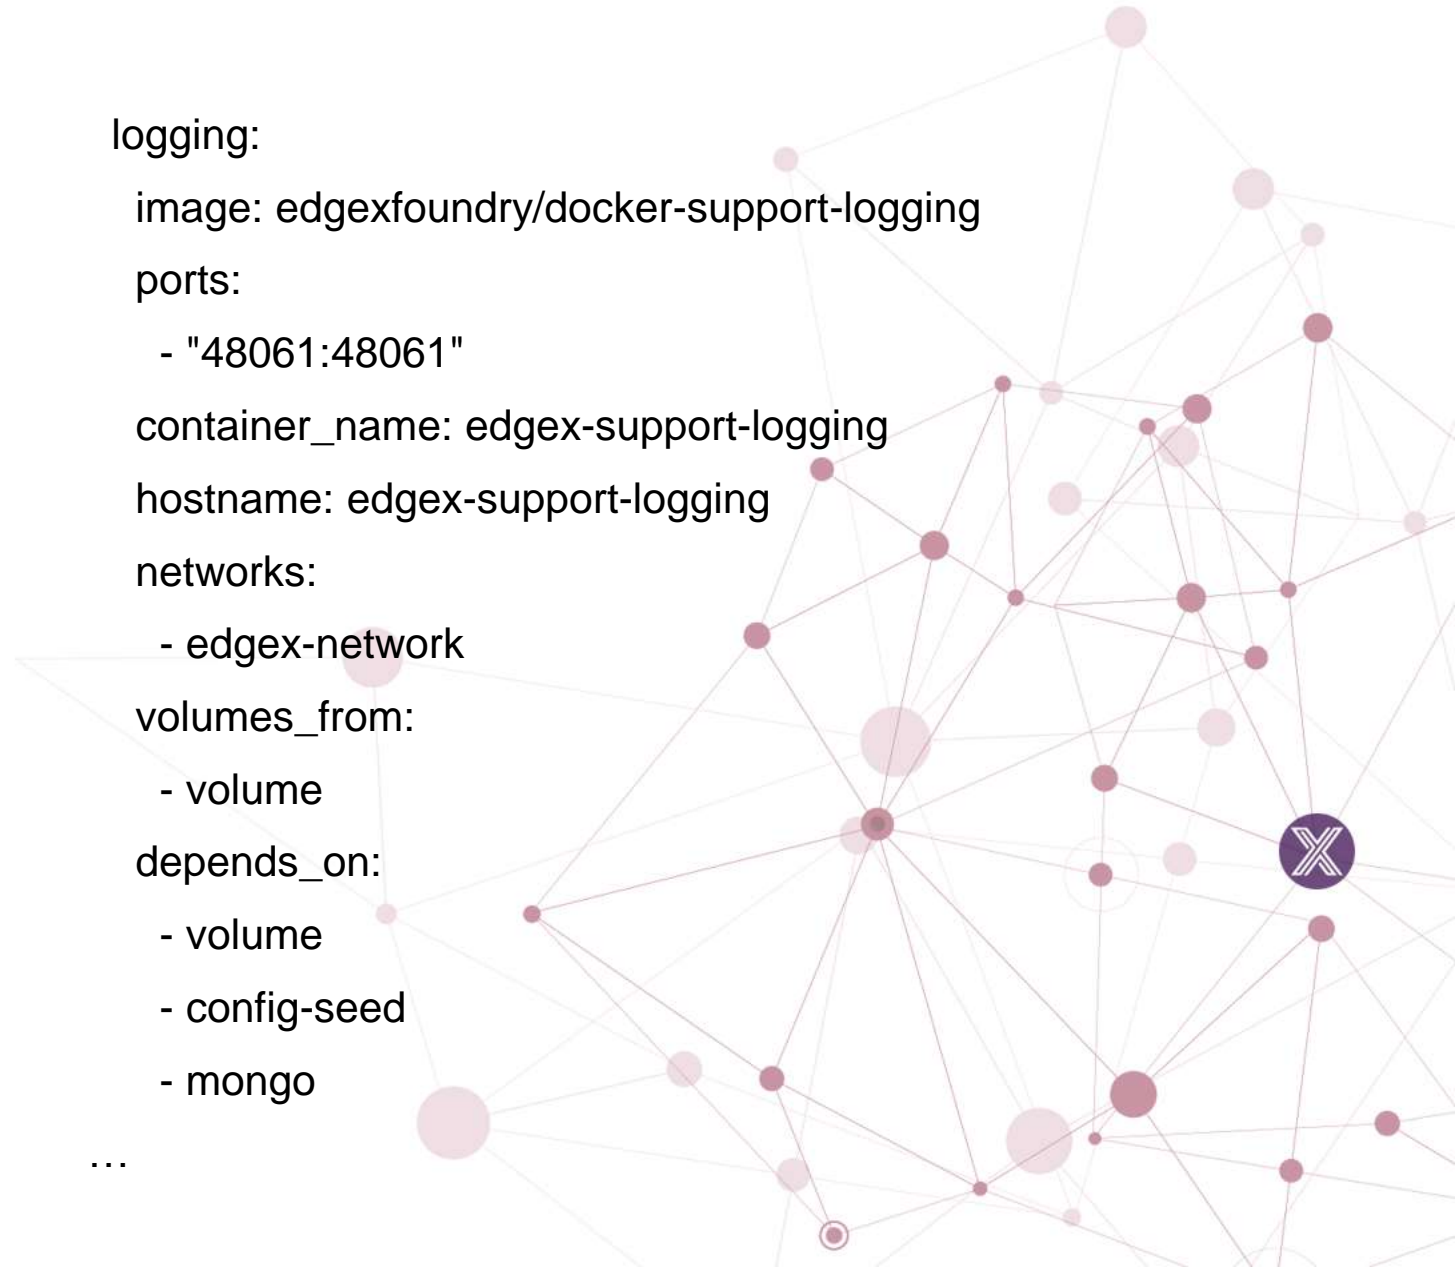 logging:
image: edgexfoundry/docker-support-logging
ports:
- "48061:48061"
container_name: edgex-support-logging
hostname: edgex-support-logging
networks:
- edgex-network
volumes_from:
- volume
depends_on:
- volume
- config-seed
- mongo
…